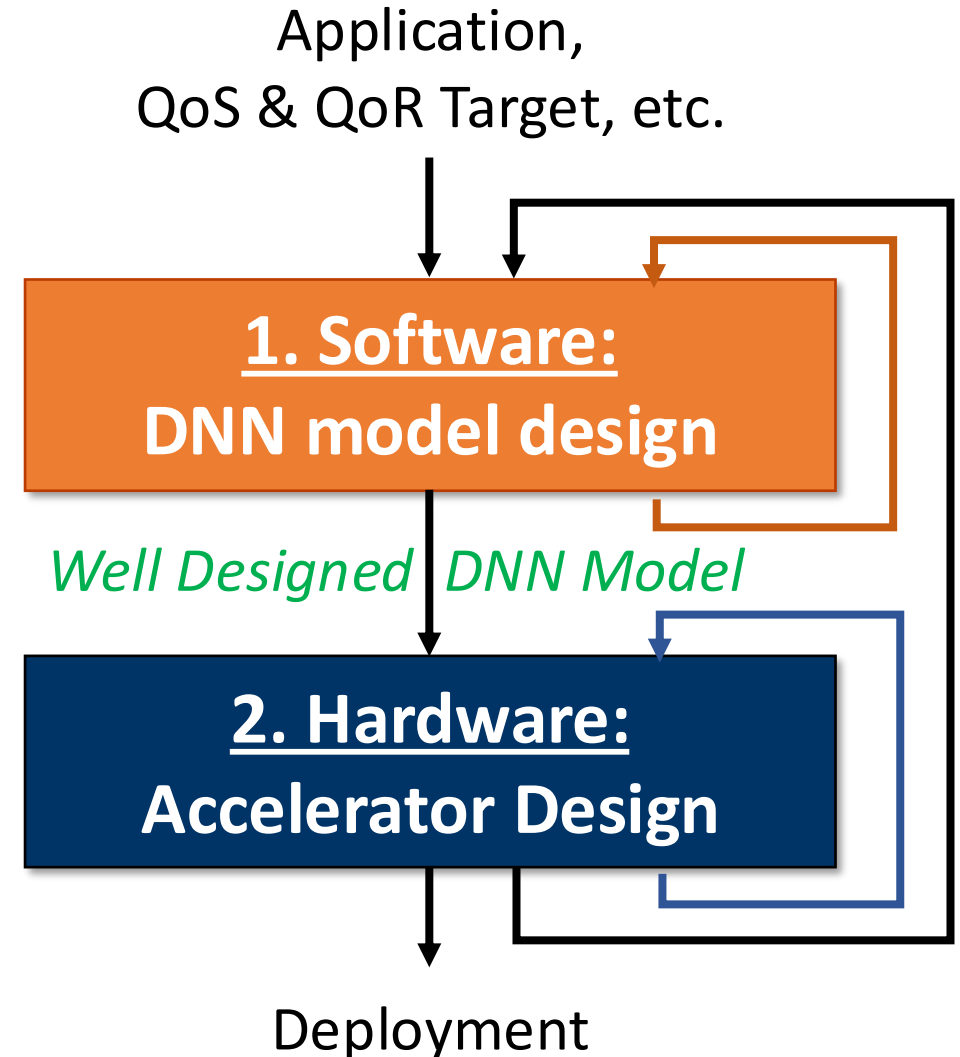 Application,
QoS & QoR Target, etc.
1. Software:
DNN model design
Well Designed DNN Model
2. Hardware:
Accelerator Design
Deployment